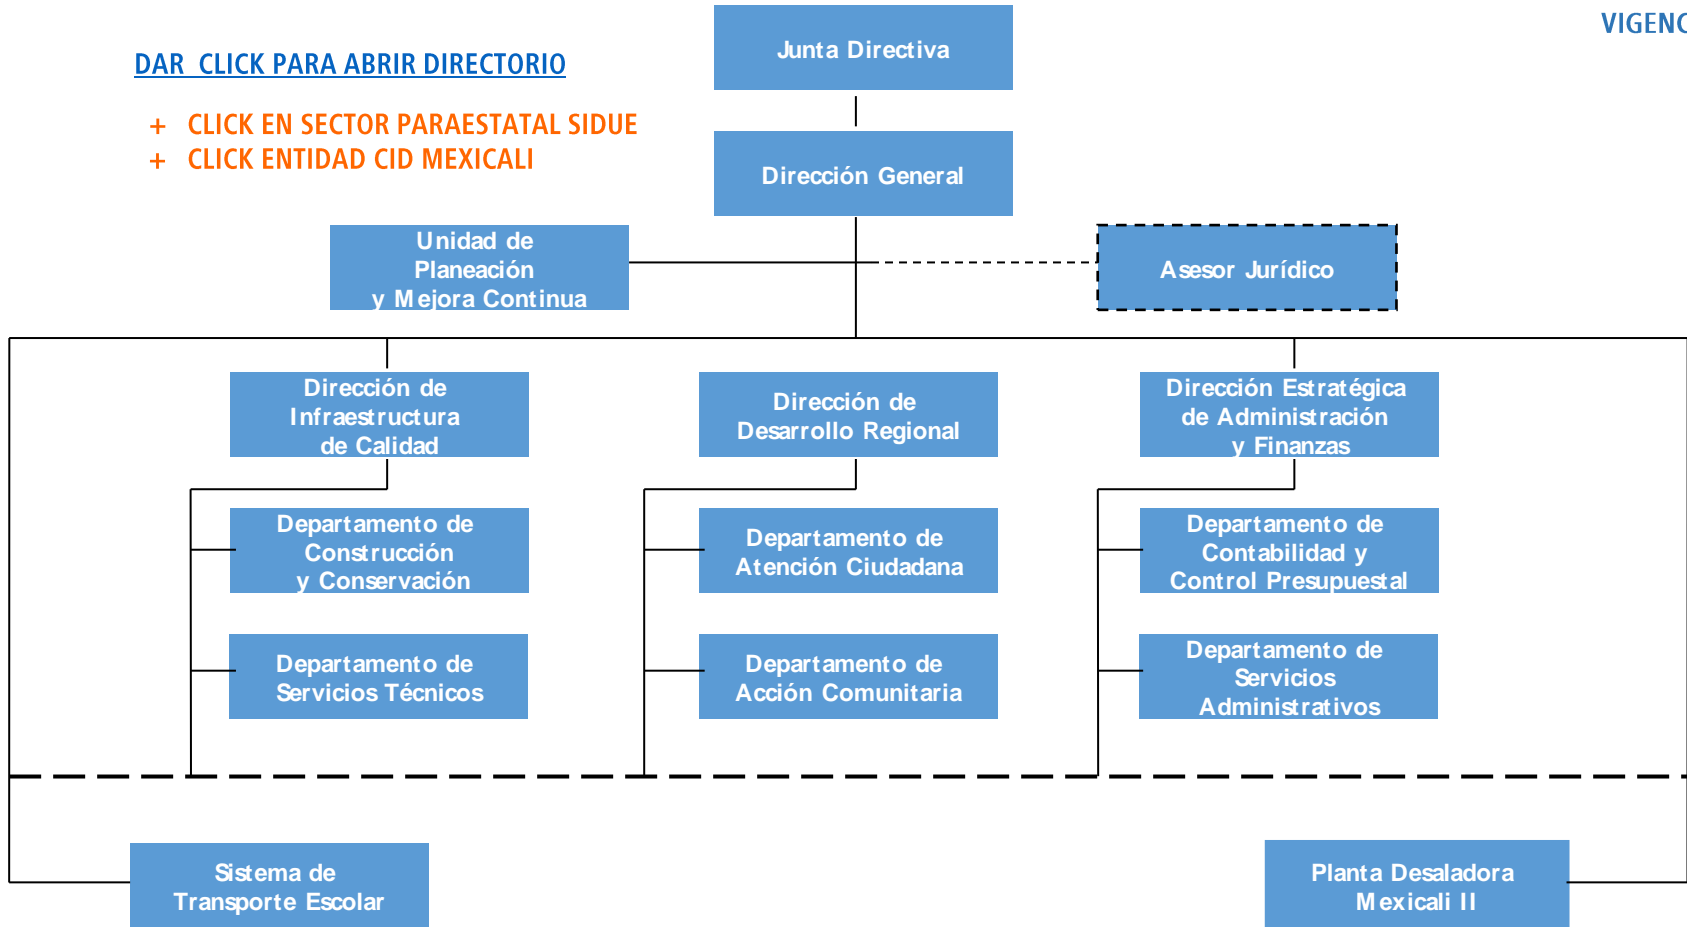 VIGENC
Junta Directiva
DAR CLICK PARA ABRIR DIRECTORIO
+ CLICK EN SECTOR PARAESTATAL SIDUE
+ CLICK ENTIDAD CID MEXICALI
Dirección General
Unidad de
Planeación
y Mejora Continua
Asesor Jurídico
Dirección de
Infraestructura
de Calidad
Dirección de
Desarrollo Regional
Dirección Estratégica
de Administración
y Finanzas
Departamento de
Construcción
y Conservación
Departamento de
Atención Ciudadana
Departamento de
Contabilidad y
Control Presupuestal
Departamento de
Servicios Técnicos
Departamento de
Acción Comunitaria
Departamento de
Servicios
Administrativos
Sistema de
Transporte Escolar
Planta Desaladora
Mexicali II